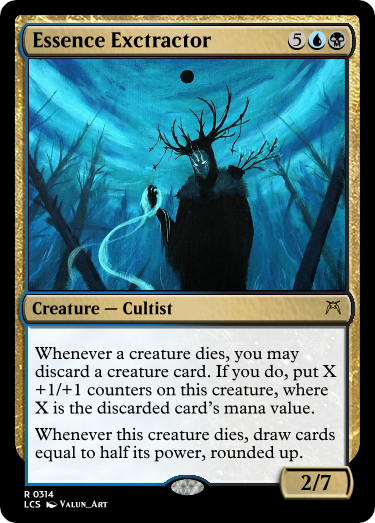 Essence Exctractor 5
Creature — Cultist
Whenever a creature dies, you may
discard a creature card. If you do, put X
+1/+1 counters on this creature, where
X is the discarded card's mana value.
Whenever this creature dies, draw cards
equal to half its power, rounded up.
2/7
R 0314
LCS Valun_Art